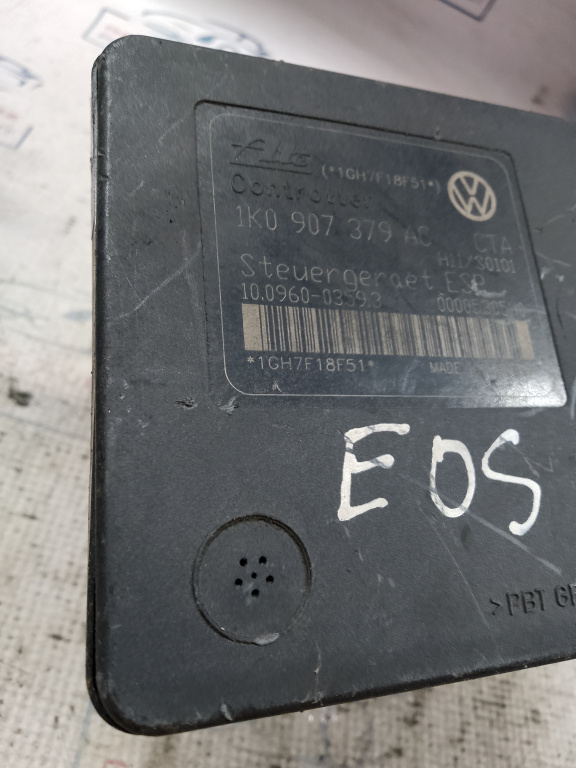 Ate (*1GH7F18F51*)
Controller
1K0 907 379 AC CTA
H11/S0101
Steuergeraet ESP
10.0960-0359.3
*1GH7F18F51* MADE
EOS
>PBT GF